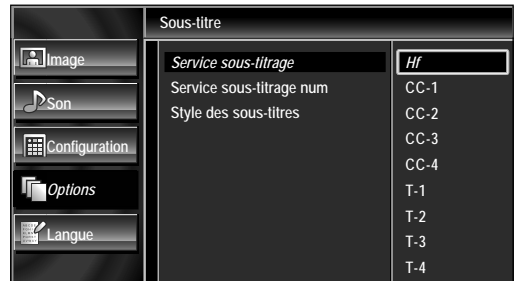 Sous-titre
Image
Son
Configuration
Options
Langue
Service sous-titrage
Service sous-titrage num
Style des sous-titres
Hf
CC-1
CC-2
CC-3
CC-4
T-1
T-2
T-3
T-4